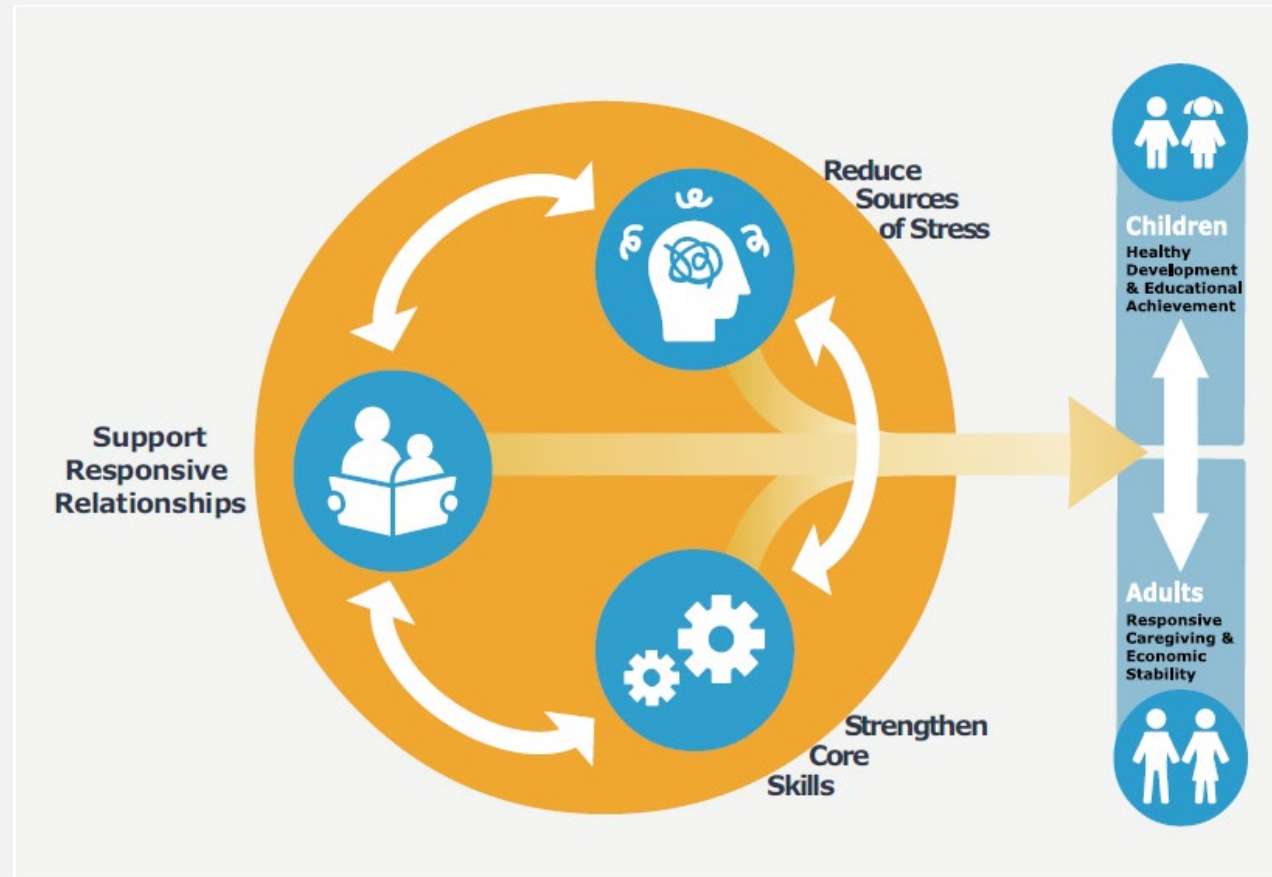 Reduce
Sources
of Stress
Support
Responsive
Relationships
Strengthen
Core
Skills
Children
Healthy
Development
& Educational
Achievement
Adults
Responsive
Caregiving &
Economic
Stability